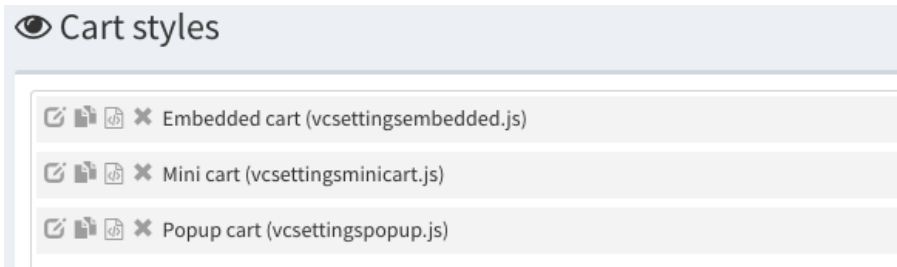 Cart styles
Embedded cart (vcsettingsembedded.js)
Mini cart (vcsettingsminicart.js)
Popup cart (vcsettingspopup.js)